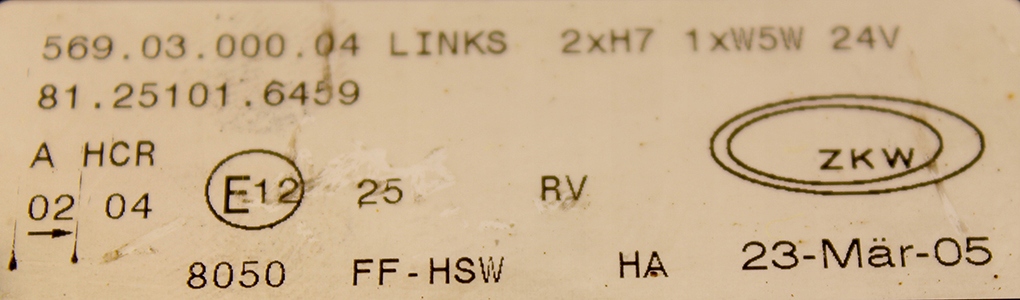 569.03.000.04 LINKS 2xH7 1xW5W 24V
81.25101.6459
A HCR
02 04 E12 25 RV ZKW
8050 FF-HSW HA 23-Mär-05